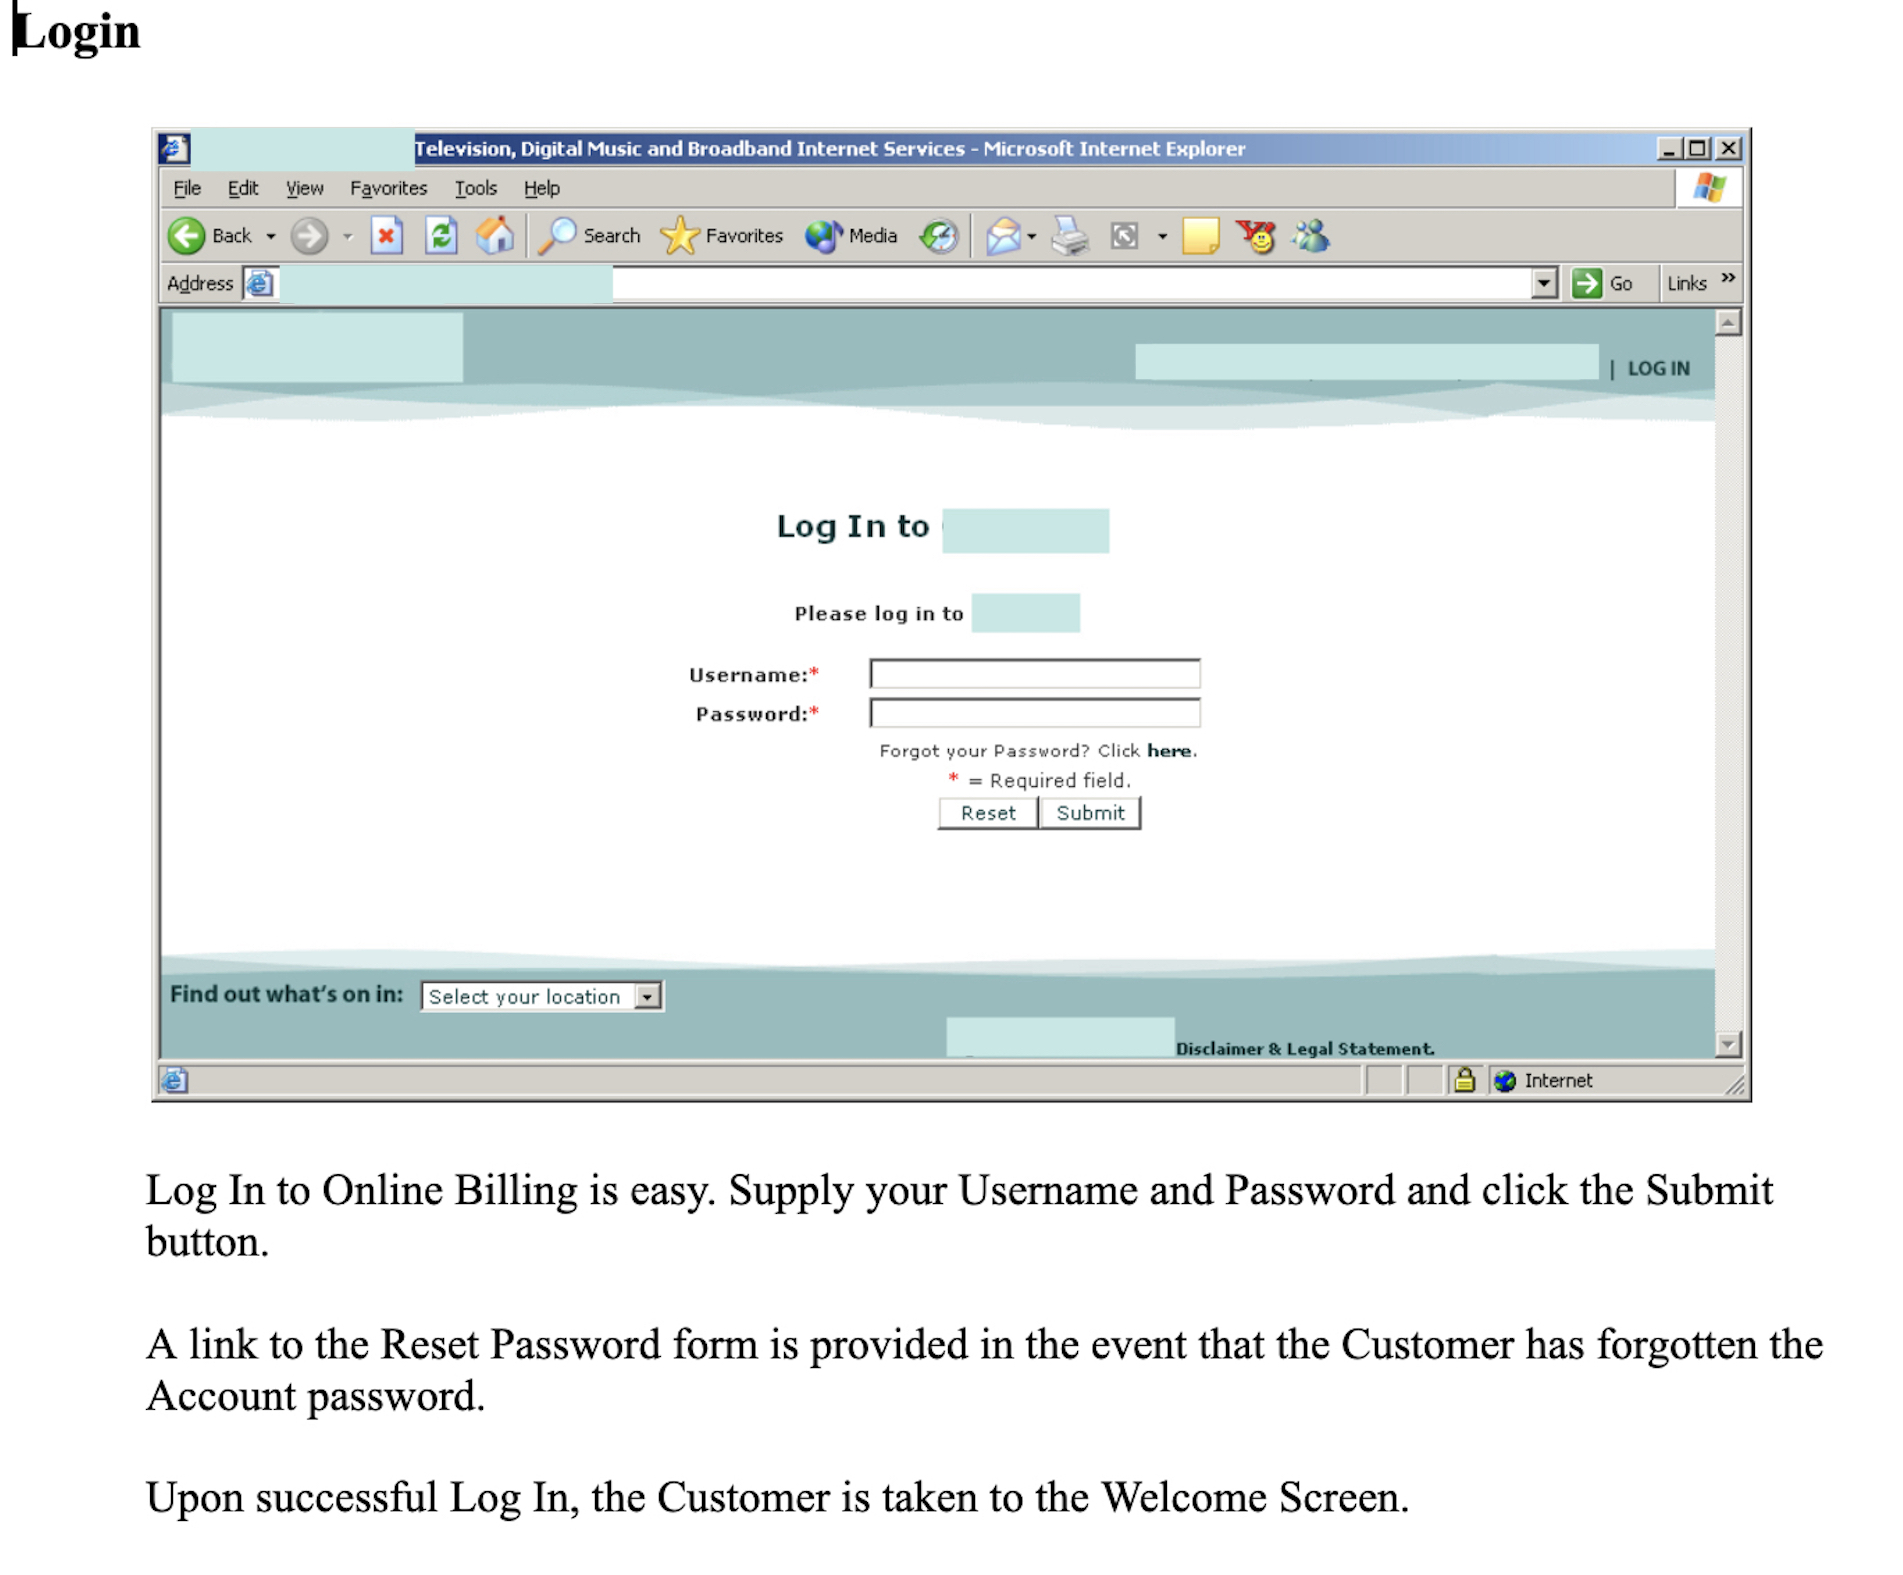 Login
Television, Digital Music and Broadband Internet Services - Microsoft Internet Explorer
File Edit View Favorites Tools Help
Back Search Favorites Media
Address Go Links »
| LOG IN
Log In to
Please log in to
Username:*
Password:*
Forgot your Password? Click here.
* = Required field.
Reset Submit
Find out what's on in: Select your location
Disclaimer & Legal Statement.
Internet
Log In to Online Billing is easy. Supply your Username and Password and click the Submit
button.
A link to the Reset Password form is provided in the event that the Customer has forgotten the
Account password.
Upon successful Log In, the Customer is taken to the Welcome Screen.